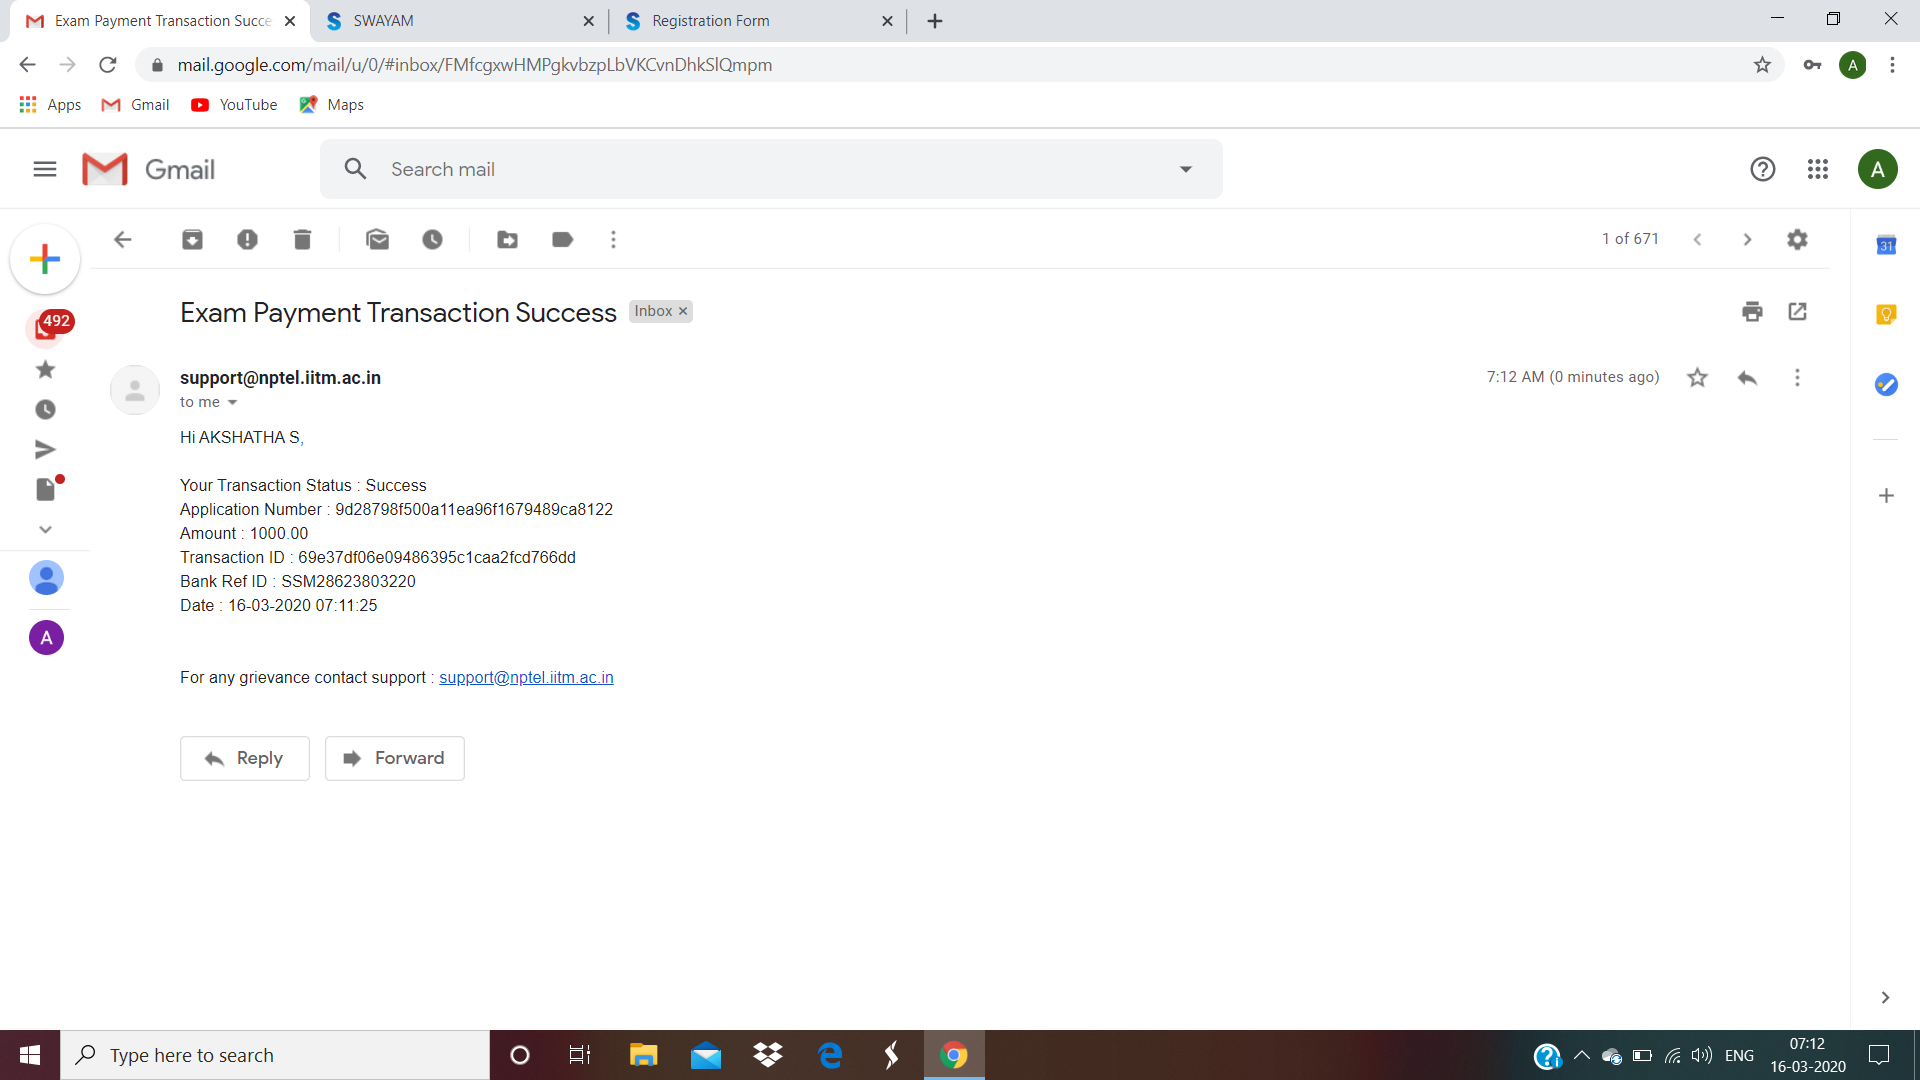 Exam Payment Transaction Succe
SWAYAM
Registration Form
mail.google.com/mail/u/0/#inbox/FMfcgxwHMPgkvbzpLbVKCvnDhkSlQmpm
A
Apps
Gmail
YouTube
Maps
Gmail
Search mail
A
1 of 671
31
Exam Payment Transaction Success
Inbox ×
492
support@nptel.iitm.ac.in
7:12 AM (0 minutes ago)
to me
Hi AKSHATHA S,
Your Transaction Status : Success
Application Number : 9d28798f500a11ea96f1679489ca8122
Amount : 1000.00
Transaction ID : 69e37df06e09486395c1caa2fcd766dd
Bank Ref ID : SSM28623803220
Date : 16-03-2020 07:11:25
A
For any grievance contact support : support@nptel.iitm.ac.in
Reply
Forward
Type here to search
ENG
07:12
16-03-2020